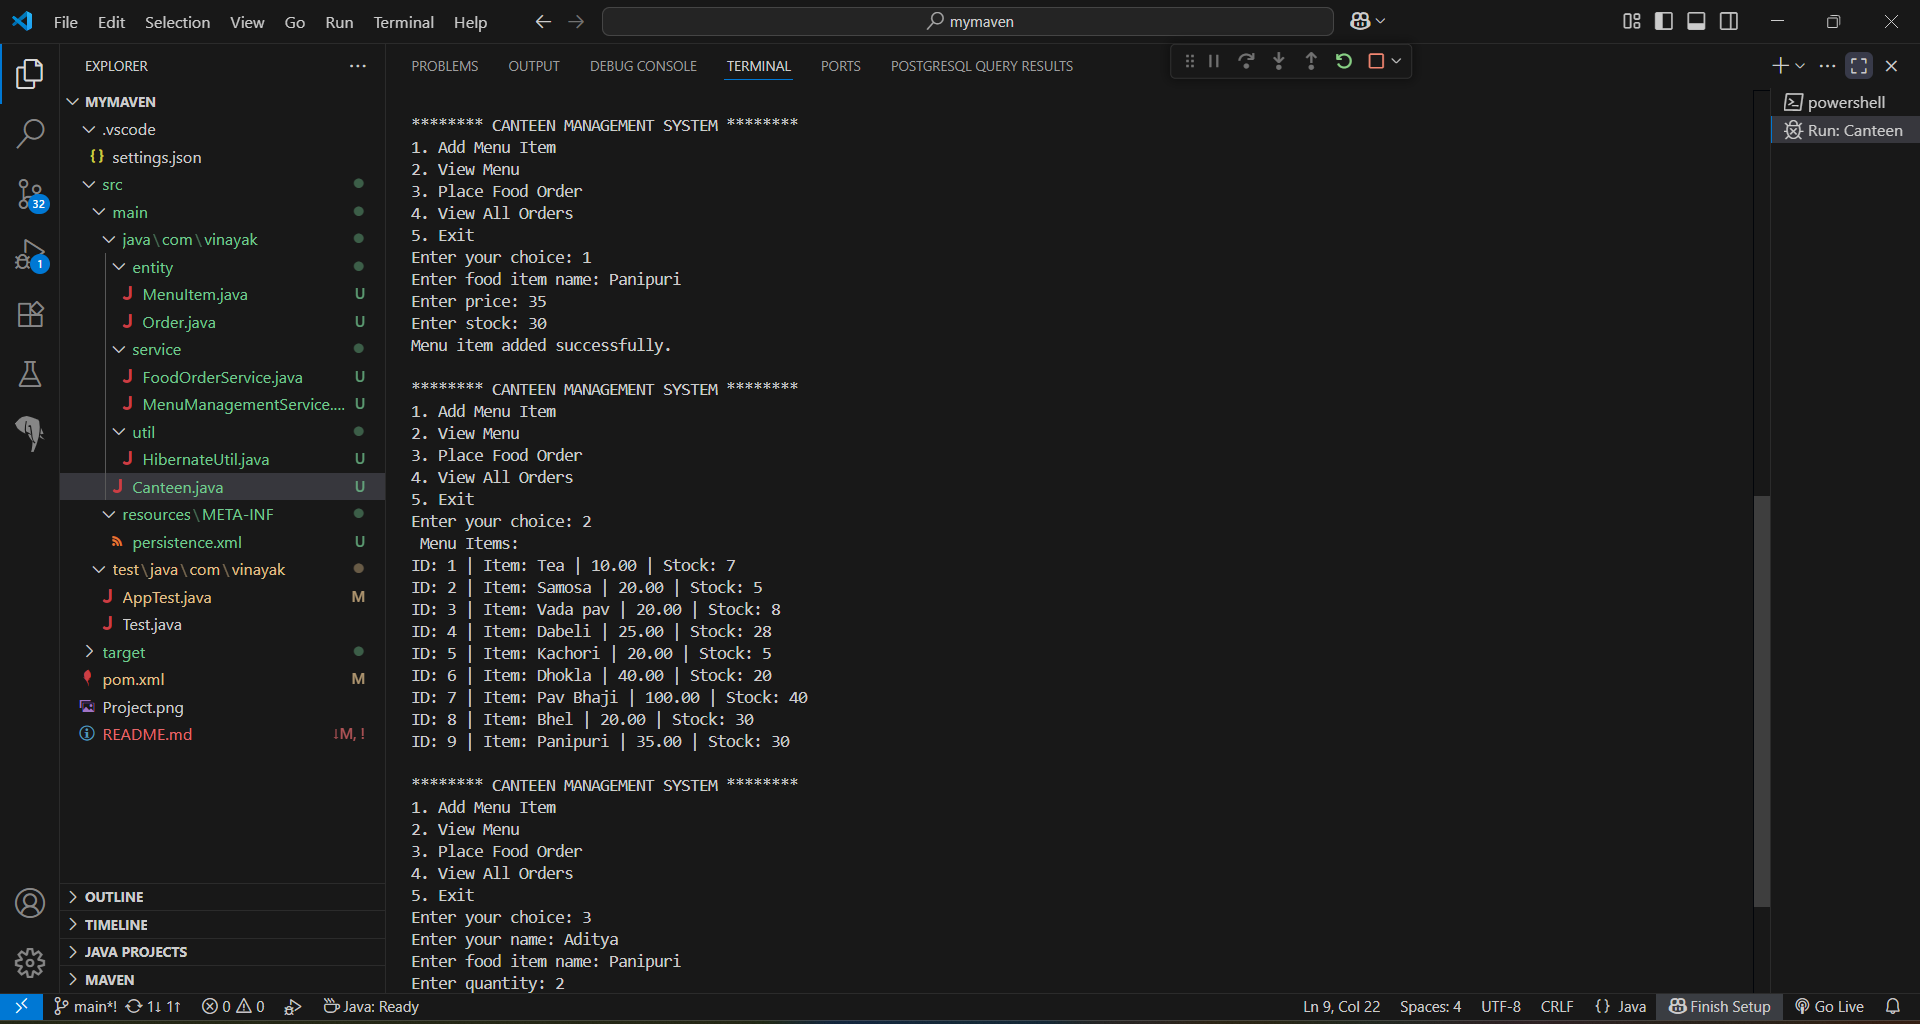 File Edit Selection View Go Run Terminal Help
mymaven
EXPLORER
MYMAVEN
.vscode
{} settings.json
src
main
java\com\vinayak
entity
J MenuItem.java U
J Order.java U
service
J FoodOrderService.java U
J MenuManagementService.... U
util
J HibernateUtil.java U
J Canteen.java U
resources\META-INF
persistence.xml U
test\java\com\vinayak
J AppTest.java M
J Test.java
target
pom.xml M
Project.png
README.md ↓M, !
OUTLINE
TIMELINE
JAVA PROJECTS
MAVEN
32
1
PROBLEMS OUTPUT DEBUG CONSOLE TERMINAL PORTS POSTGRESQL QUERY RESULTS
******** CANTEEN MANAGEMENT SYSTEM ********
1. Add Menu Item
2. View Menu
3. Place Food Order
4. View All Orders
5. Exit
Enter your choice: 1
Enter food item name: Panipuri
Enter price: 35
Enter stock: 30
Menu item added successfully.
******** CANTEEN MANAGEMENT SYSTEM ********
1. Add Menu Item
2. View Menu
3. Place Food Order
4. View All Orders
5. Exit
Enter your choice: 2
Menu Items:
ID: 1 | Item: Tea | 10.00 | Stock: 7
ID: 2 | Item: Samosa | 20.00 | Stock: 5
ID: 3 | Item: Vada pav | 20.00 | Stock: 8
ID: 4 | Item: Dabeli | 25.00 | Stock: 28
ID: 5 | Item: Kachori | 20.00 | Stock: 5
ID: 6 | Item: Dhokla | 40.00 | Stock: 20
ID: 7 | Item: Pav Bhaji | 100.00 | Stock: 40
ID: 8 | Item: Bhel | 20.00 | Stock: 30
ID: 9 | Item: Panipuri | 35.00 | Stock: 30
******** CANTEEN MANAGEMENT SYSTEM ********
1. Add Menu Item
2. View Menu
3. Place Food Order
4. View All Orders
5. Exit
Enter your choice: 3
Enter your name: Aditya
Enter food item name: Panipuri
Enter quantity: 2
powershell
Run: Canteen
main*! 1↓ 1↑ 0 0 Java: Ready Ln 9, Col 22 Spaces: 4 UTF-8 CRLF {} Java Finish Setup Go Live